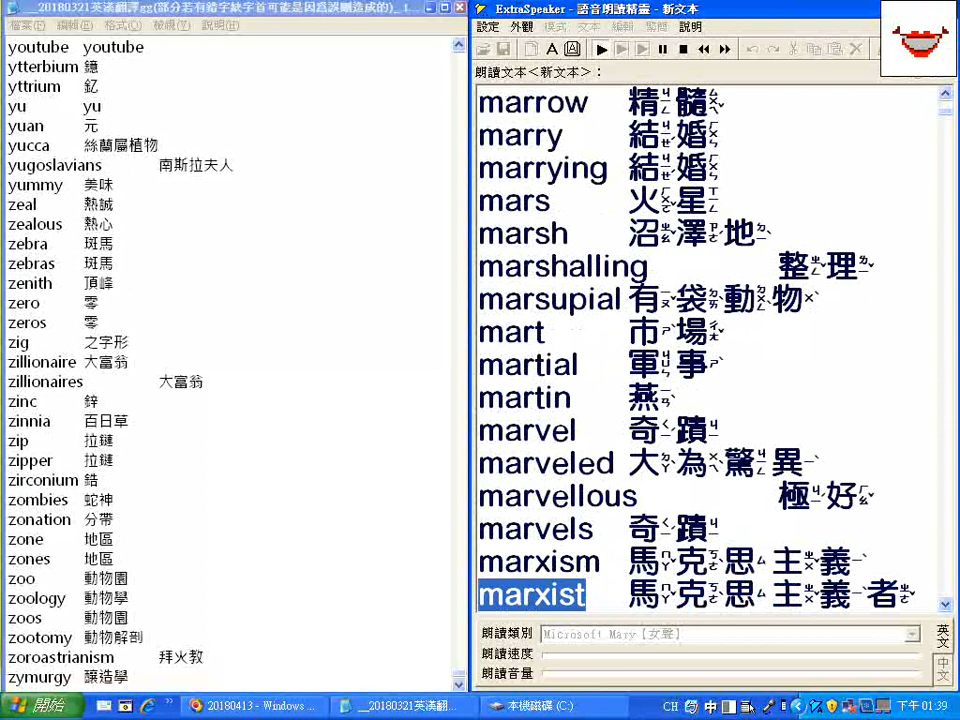 __20180321英漢翻譯gg(部分若有錯字缺字首可能是因為誤刪造成的)_1...
檔案(F) 編輯(E) 格式(O) 檢視(V) 說明(H)
youtube youtube
ytterbium 鐿
yttrium 釔
yu yu
yuan 元
yucca 絲蘭屬植物
yugoslavians 南斯拉夫人
yummy 美味
zeal 熱誠
zealous 熱心
zebra 斑馬
zebras 斑馬
zenith 頂峰
zero 零
zeros 零
zig 之字形
zillionaire 大富翁
zillionaires 大富翁
zinc 鋅
zinnia 百日草
zip 拉鏈
zipper 拉鏈
zirconium 鋯
zombies 蛇神
zonation 分帶
zone 地區
zones 地區
zoo 動物園
zoology 動物學
zoos 動物園
zootomy 動物解剖
zoroastrianism 拜火教
zymurgy 釀造學
ExtraSpeaker - 語音朗讀精靈 - 新文本
設定 外觀 模式 文本 編輯 繁簡 說明
朗讀文本<新文本>:
marrow 精髓
marry 結婚
marrying 結婚
mars 火星
marsh 沼澤地
marshalling 整理
marsupial 有袋動物
mart 市場
martial 軍事
martin 燕
marvel 奇蹟
marveled 大為驚異
marvellous 極好
marvels 奇蹟
marxism 馬克思主義
marxist 馬克思主義者
朗讀類別 Microsoft Mary【女聲】
朗讀速度
朗讀音量
英文
中文
開始 20180413 - Windows ... __20180321英漢翻... 本機磁碟 (C:) CH 中 下午 01:39